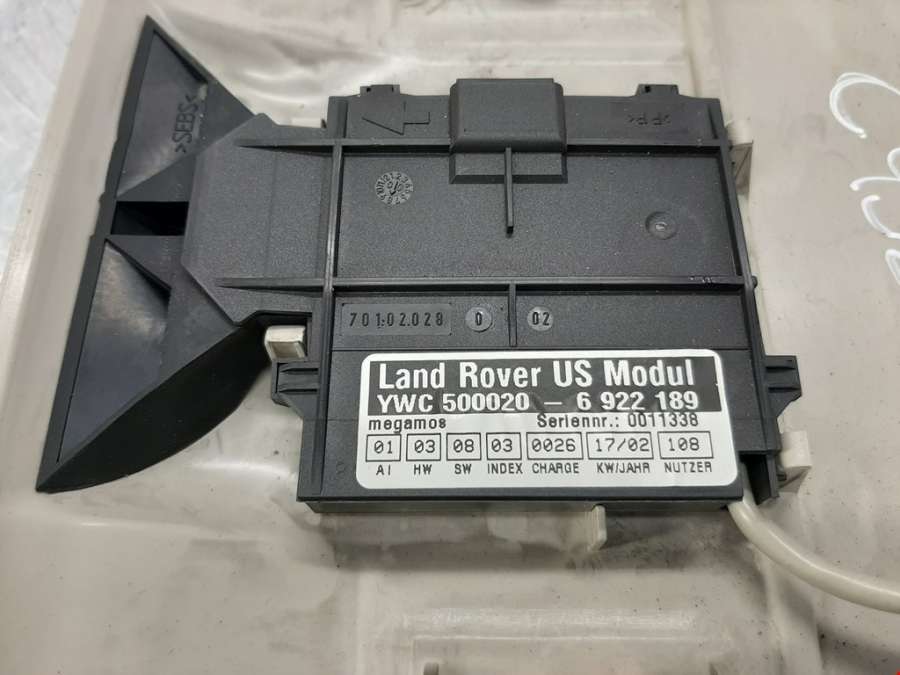 >SEBS<
>PP<
701.02.028 0 02
Land Rover US Modul
YWC 500020 – 6 922 189
megamos Seriennr.: 0011338
01 03 08 03 0026 17/02 108
AI HW SW INDEX CHARGE KW/JAHR NUTZER